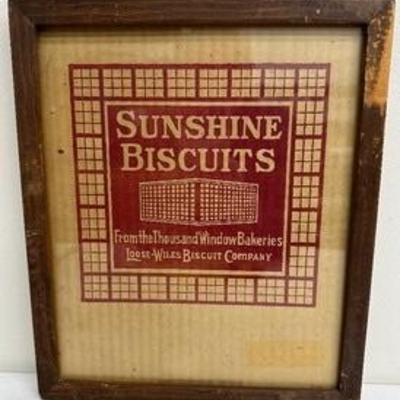 SUNSHINE
BISCUITS
From the Thousand Window Bakeries
LOOSE-WILES BISCUIT COMPANY